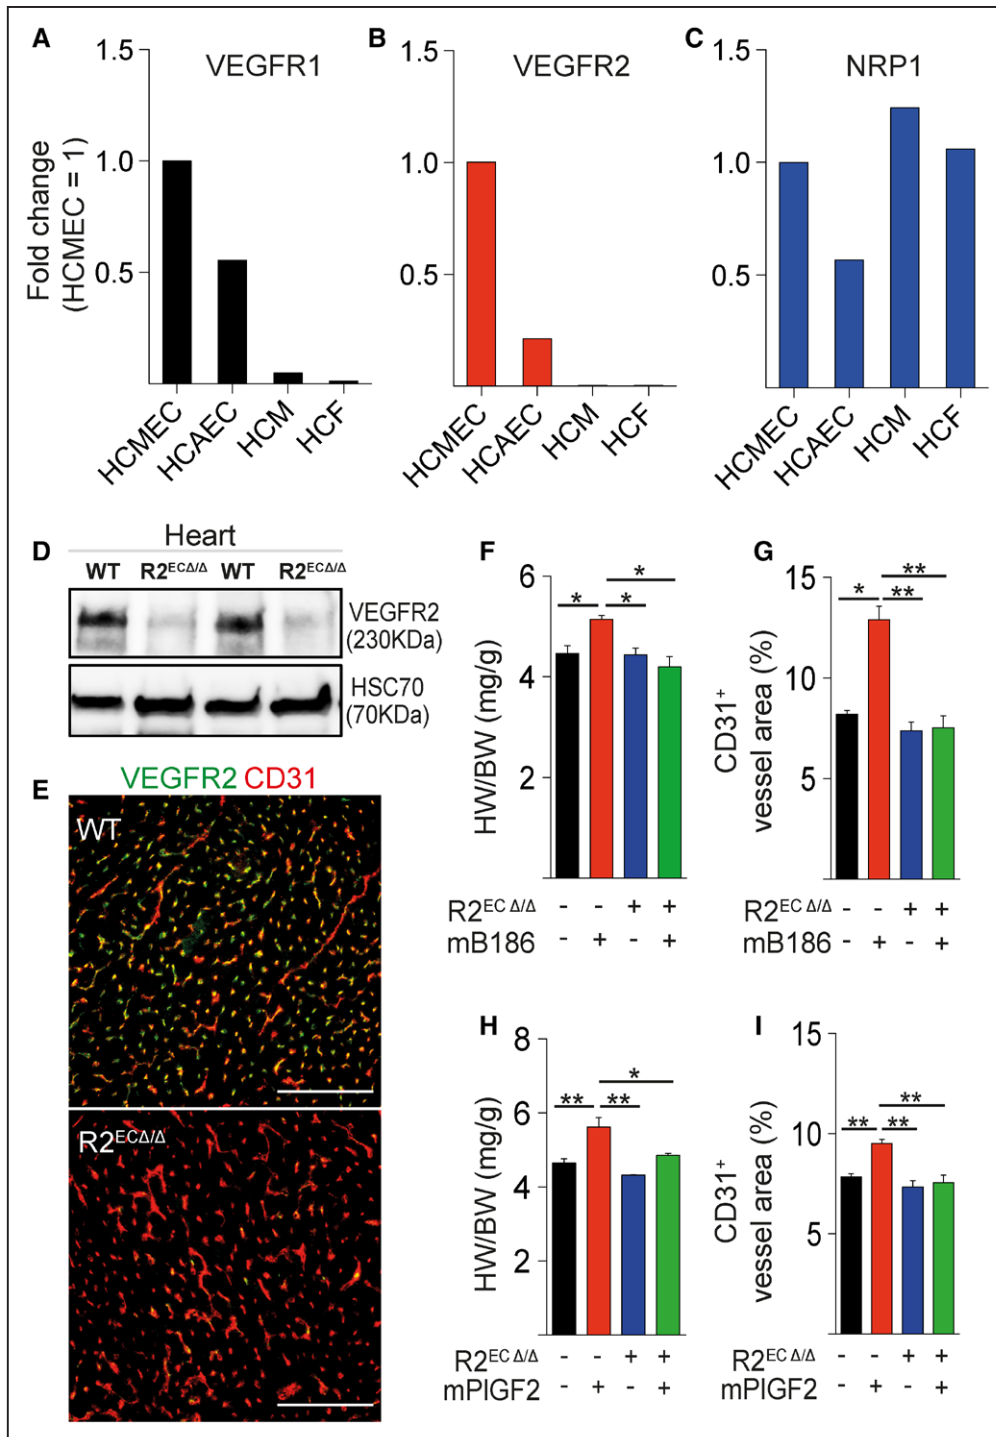 A
VEGFR1
Fold change
(HCMEC = 1)
1.5
1.0
0.5
HCMEC
HCAEC
HCM
HCF
B
VEGFR2
1.5
1.0
0.5
HCMEC
HCAEC
HCM
HCF
C
NRP1
1.5
1.0
0.5
HCMEC
HCAEC
HCM
HCF
D
Heart
WT R2ECΔ/Δ WT R2ECΔ/Δ
VEGFR2
(230KDa)
HSC70
(70KDa)
E
VEGFR2 CD31
WT
R2ECΔ/Δ
F
HW/BW (mg/g)
6
4
2
* * *
R2EC Δ/Δ - - + +
mB186 - + - +
G
CD31+
vessel area (%)
15
10
5
* ** **
R2EC Δ/Δ - - + +
mB186 - + - +
H
HW/BW (mg/g)
8
6
4
2
** ** *
R2EC Δ/Δ - - + +
mPlGF2 - + - +
I
CD31+
vessel area (%)
15
10
5
** ** **
R2EC Δ/Δ - - + +
mPlGF2 - + - +